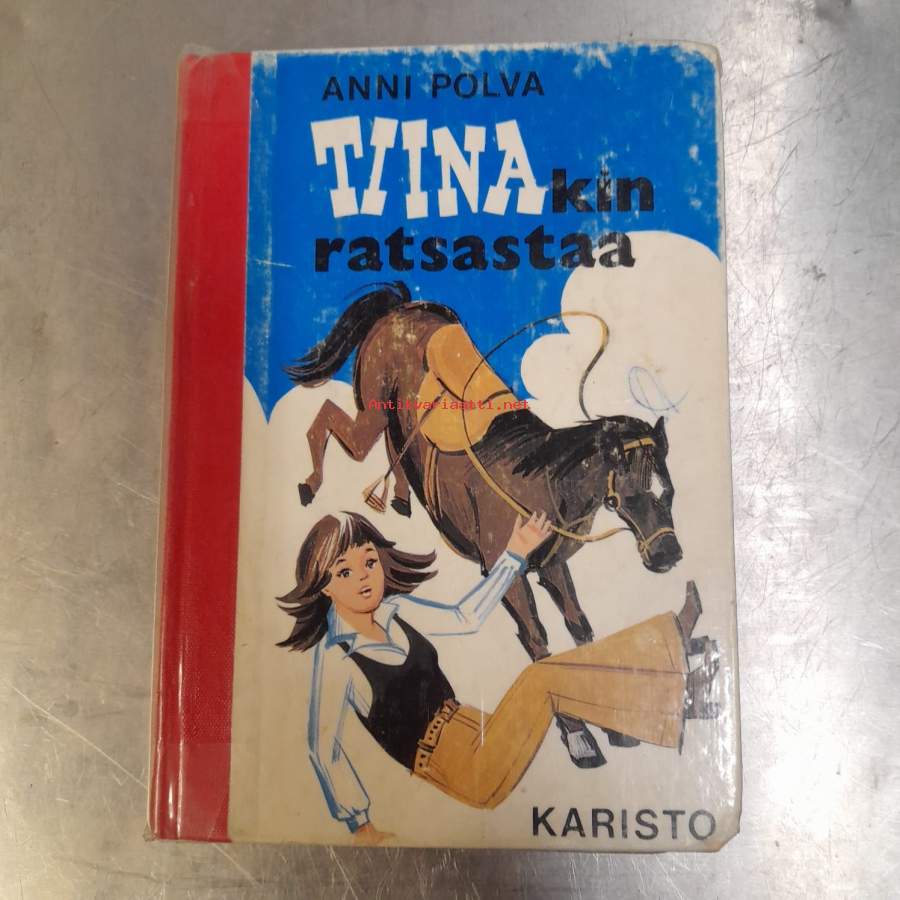 ANNI POLVA
TIINAkin
ratsastaa
Antikvariaatti.net
KARISTO